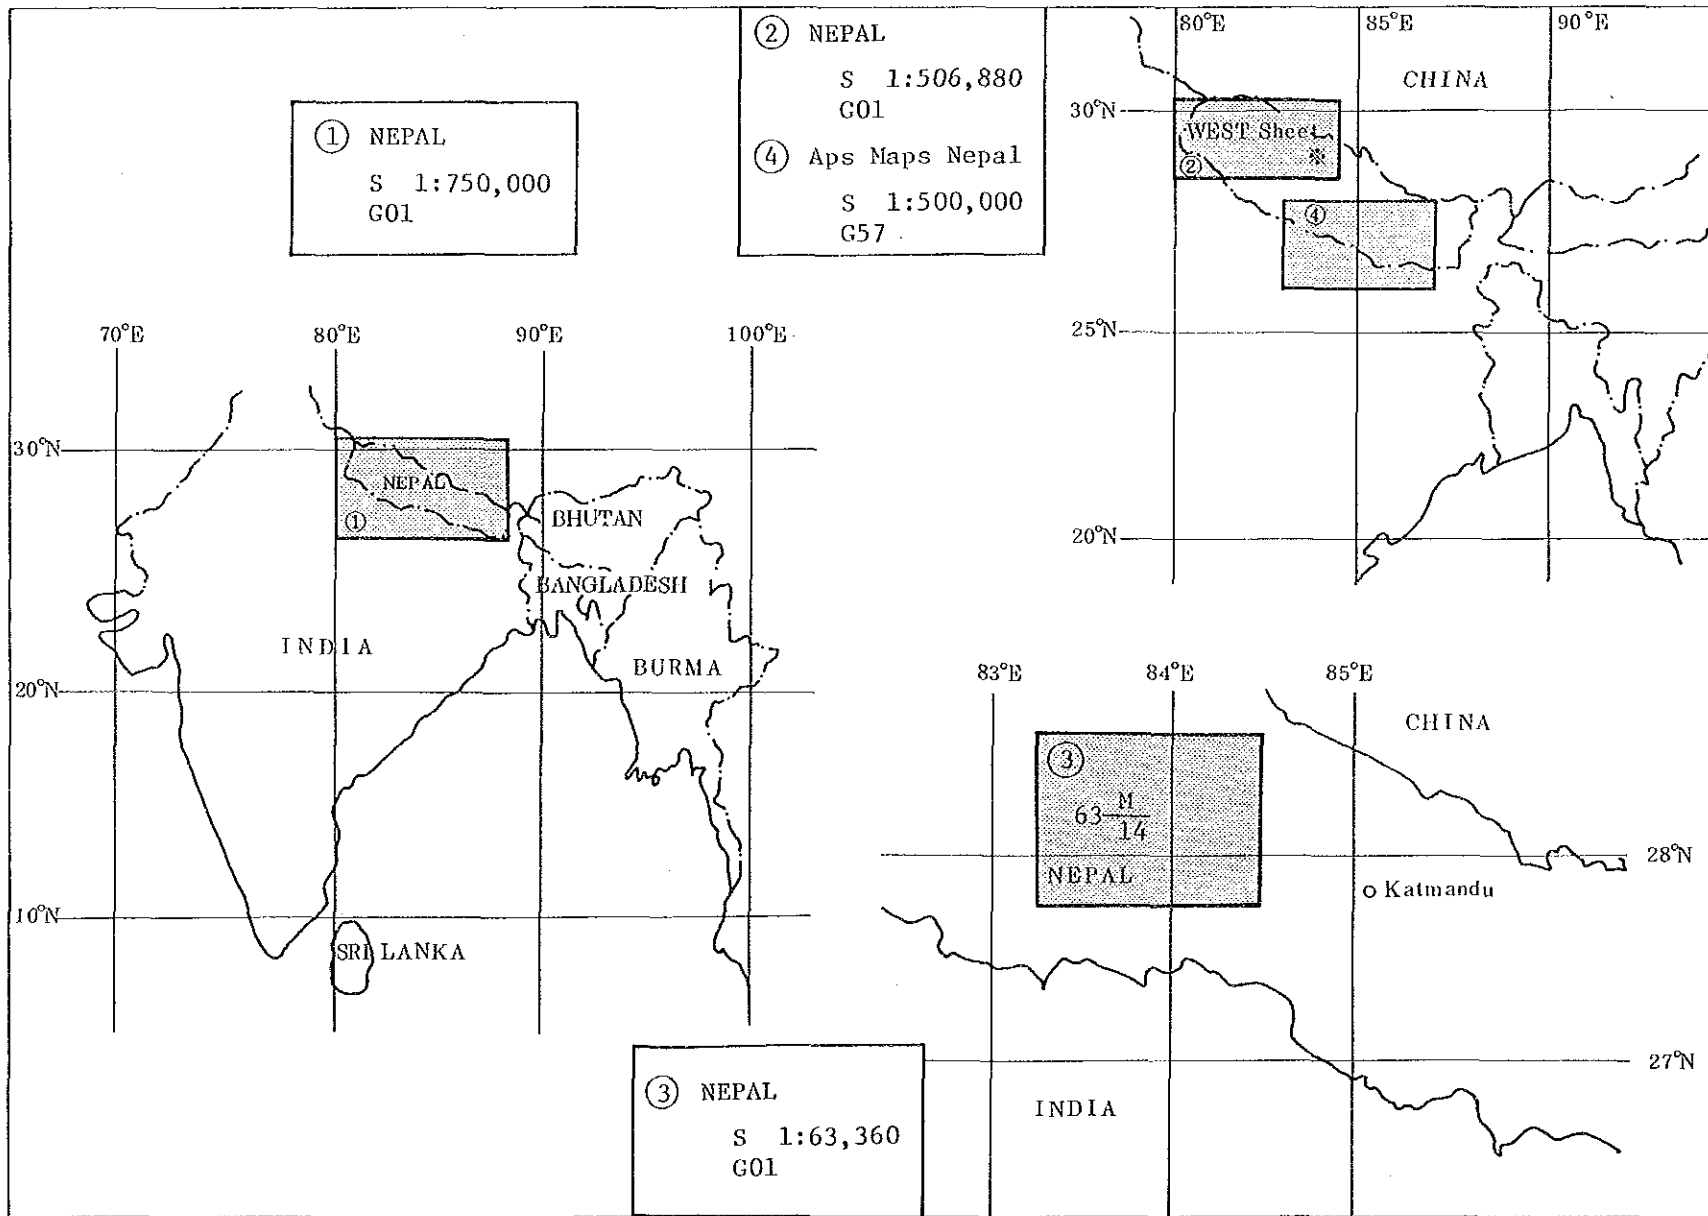 ① NEPAL
S 1:750,000
G01
② NEPAL
S 1:506,880
G01
④ Aps Maps Nepal
S 1:500,000
G57
80°E 85°E 90°E
CHINA
30°N
WEST Sheet
※
②
④
25°N
20°N
70°E 80°E 90°E 100°E
30°N
NEPAL
①
BHUTAN
BANGLADESH
INDIA
BURMA
20°N
10°N
SRI LANKA
83°E 84°E 85°E
CHINA
③
63 M/14
NEPAL
28°N
Katmandu
27°N
INDIA
③ NEPAL
S 1:63,360
G01